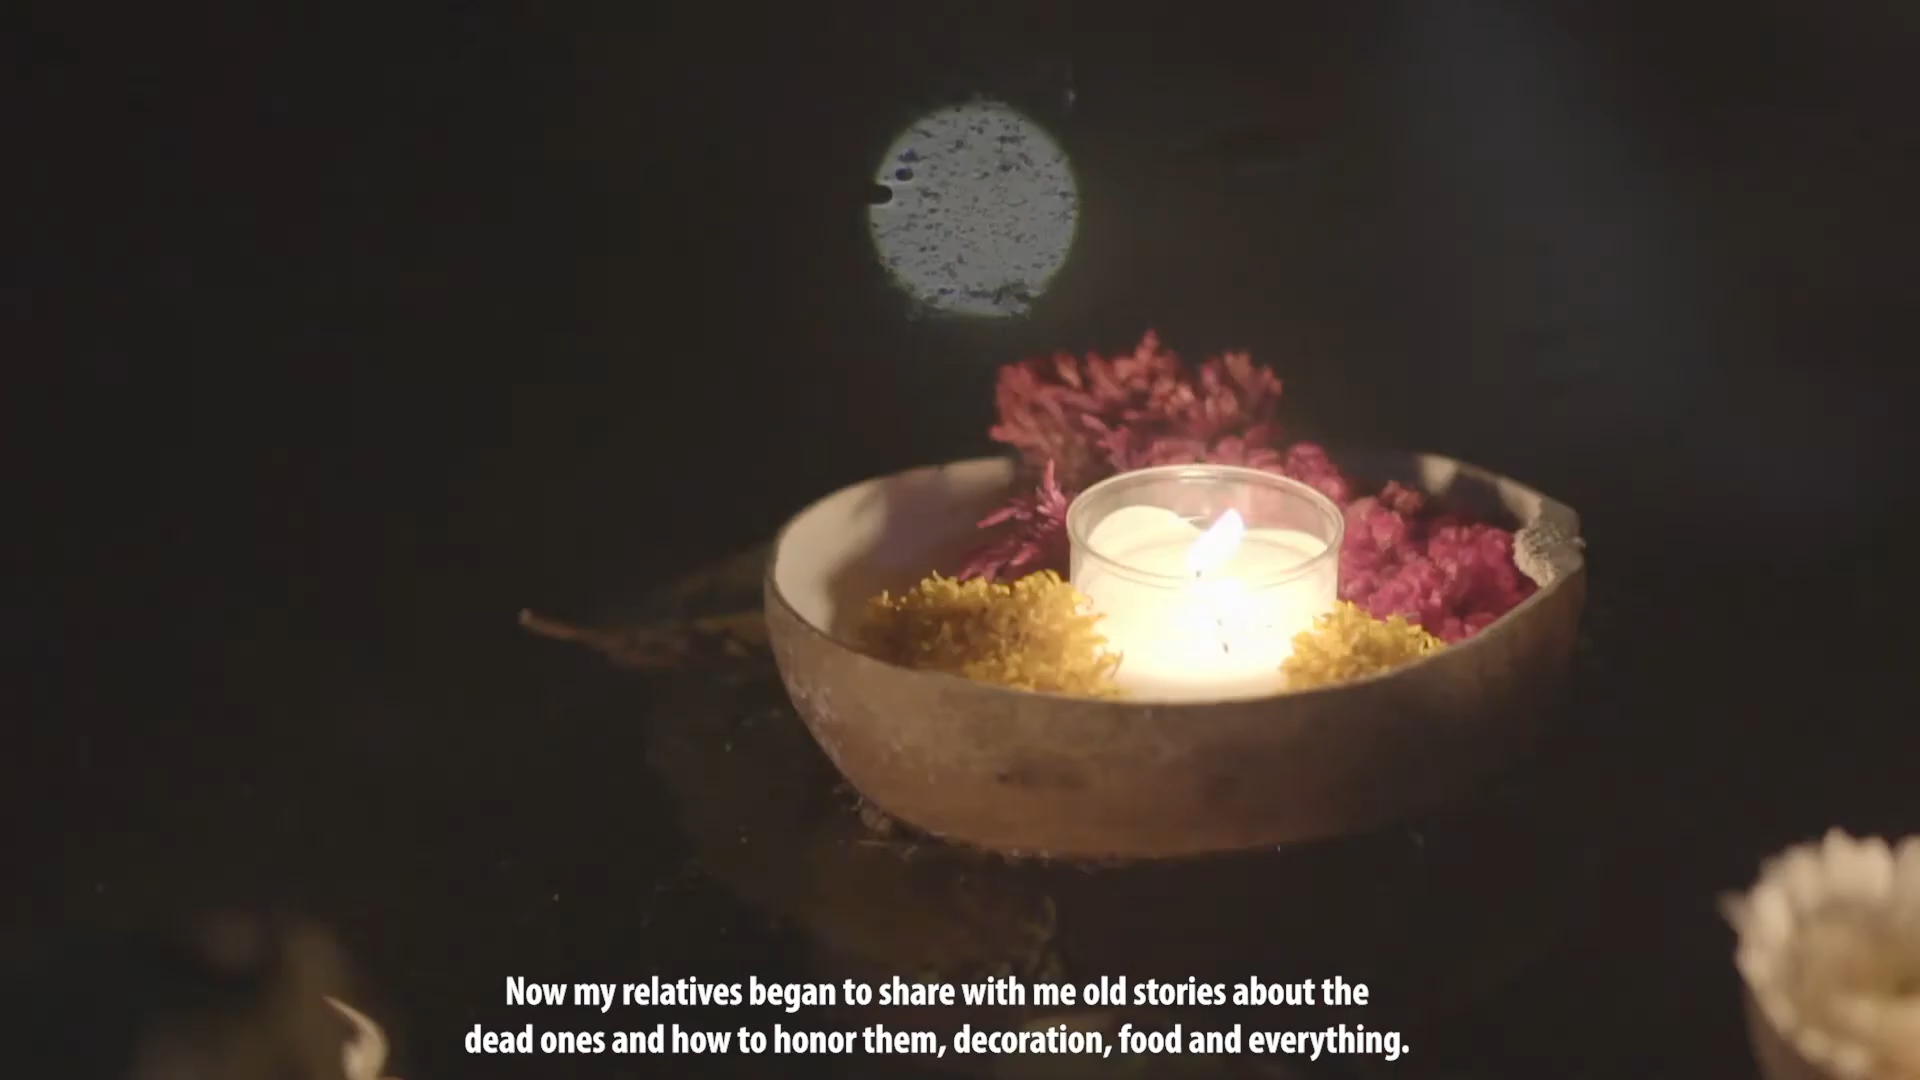 Now my relatives began to share with me old stories about the
dead ones and how to honor them, decoration, food and everything.